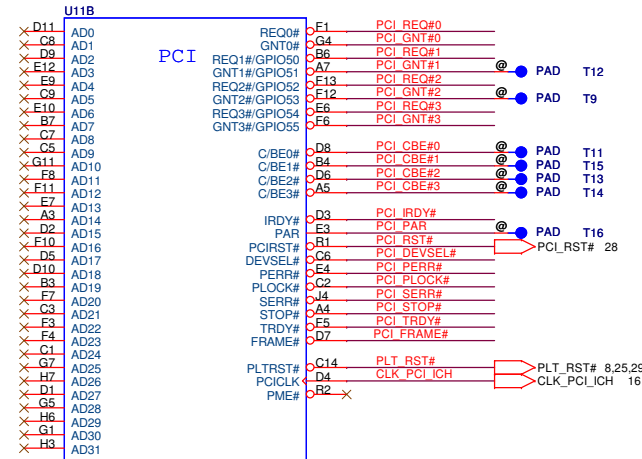 U11B
PCI
D11 AD0 REQ0# F1 PCI_REQ#0
C8 AD1 GNT0# G4 PCI_GNT#0
D9 AD2 REQ1#/GPIO50 B6 PCI_REQ#1
E12 AD3 GNT1#/GPIO51 A7 PCI_GNT#1 @ PAD T12
E9 AD4 REQ2#/GPIO52 F13 PCI_REQ#2
C9 AD5 GNT2#/GPIO53 F12 PCI_GNT#2 @ PAD T9
E10 AD6 REQ3#/GPIO54 E6 PCI_REQ#3
B7 AD7 GNT3#/GPIO55 F6 PCI_GNT#3
C7 AD8
C5 AD9 C/BE0# D8 PCI_CBE#0 @ PAD T11
G11 AD10 C/BE1# B4 PCI_CBE#1 @ PAD T15
F8 AD11 C/BE2# D6 PCI_CBE#2 @ PAD T13
F11 AD12 C/BE3# A5 PCI_CBE#3 @ PAD T14
E7 AD13
A3 AD14 IRDY# D3 PCI_IRDY#
D2 AD15 PAR E3 PCI_PAR @ PAD T16
F10 AD16 PCIRST# R1 PCI_RST# PCI_RST# 28
D5 AD17 DEVSEL# C6 PCI_DEVSEL#
D10 AD18 PERR# E4 PCI_PERR#
B3 AD19 PLOCK# C2 PCI_PLOCK#
F7 AD20 SERR# J4 PCI_SERR#
C3 AD21 STOP# A4 PCI_STOP#
F3 AD22 TRDY# F5 PCI_TRDY#
F4 AD23 FRAME# D7 PCI_FRAME#
C1 AD24
G7 AD25 PLTRST# C14 PLT_RST# PLT_RST# 8,25,29
H7 AD26 PCICLK D4 CLK_PCI_ICH CLK_PCI_ICH 16
D1 AD27 PME# R2
G5 AD28
H6 AD29
G1 AD30
H3 AD31